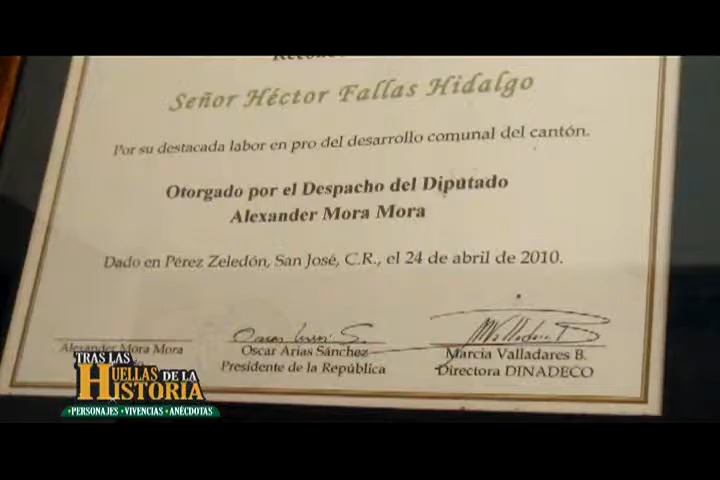 Señor Héctor Fallas Hidalgo
Por su destacada labor en pro del desarrollo comunal del cantón.
Otorgado por el Despacho del Diputado
Alexander Mora Mora
Dado en Pérez Zeledón, San José, C.R., el 24 de abril de 2010.
Alexander Mora Mora
Oscar Arias Sánchez
Presidente de la República
Marcia Valladares B.
Directora DINADECO
TRAS LAS
HUELLAS DE LA
HISTORIA
• PERSONAJES • VIVENCIAS • ANÉCDOTAS •